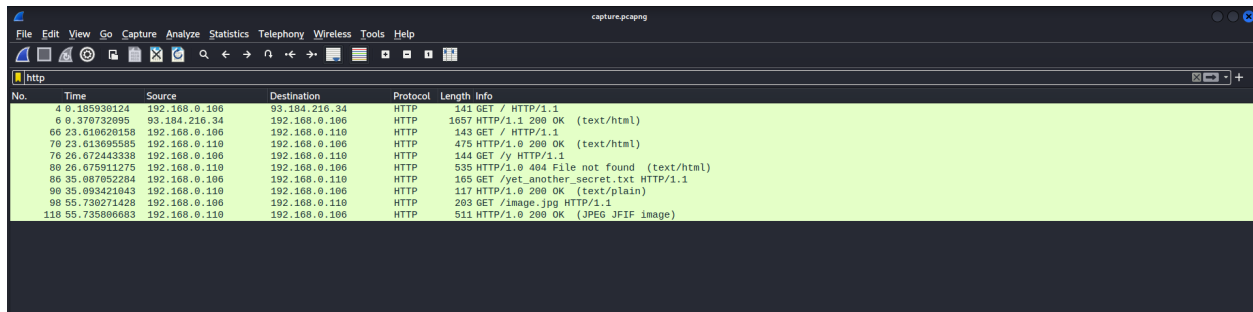 capture.pcapng
File Edit View Go Capture Analyze Statistics Telephony Wireless Tools Help
http
No. Time Source Destination Protocol Length Info
4 0.185930124 192.168.0.106 93.184.216.34 HTTP 141 GET / HTTP/1.1
6 0.370732095 93.184.216.34 192.168.0.106 HTTP 1657 HTTP/1.1 200 OK (text/html)
66 23.610620158 192.168.0.106 192.168.0.110 HTTP 143 GET / HTTP/1.1
70 23.613695585 192.168.0.110 192.168.0.106 HTTP 475 HTTP/1.0 200 OK (text/html)
76 26.672443338 192.168.0.106 192.168.0.110 HTTP 144 GET /y HTTP/1.1
80 26.675911275 192.168.0.110 192.168.0.106 HTTP 535 HTTP/1.0 404 File not found (text/html)
86 35.087052284 192.168.0.106 192.168.0.110 HTTP 165 GET /yet_another_secret.txt HTTP/1.1
90 35.093421043 192.168.0.110 192.168.0.106 HTTP 117 HTTP/1.0 200 OK (text/plain)
98 55.730271428 192.168.0.106 192.168.0.110 HTTP 203 GET /image.jpg HTTP/1.1
118 55.735806683 192.168.0.110 192.168.0.106 HTTP 511 HTTP/1.0 200 OK (JPEG JFIF image)